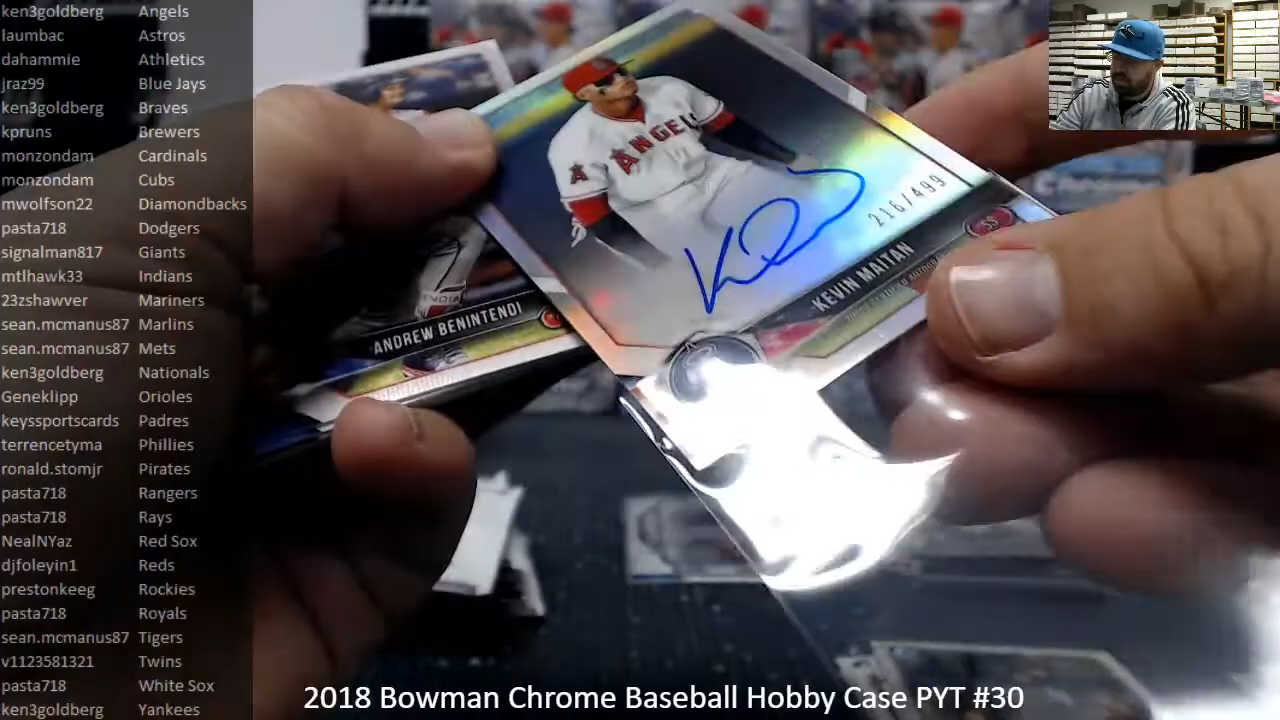 ken3goldberg Angels
laumbac Astros
dahammie Athletics
jraz99 Blue Jays
ken3goldberg Braves
kpruns Brewers
monzondam Cardinals
monzondam Cubs
mwolfson22 Diamondbacks
pasta718 Dodgers
signalman817 Giants
mtlhawk33 Indians
23zshawver Mariners
sean.mcmanus87 Marlins
sean.mcmanus87 Mets
ken3goldberg Nationals
Geneklipp Orioles
keyssportscards Padres
terrencetyma Phillies
ronald.stomjr Pirates
pasta718 Rangers
pasta718 Rays
NealNYaz Red Sox
djfoleyin1 Reds
prestonkeeg Rockies
pasta718 Royals
sean.mcmanus87 Tigers
v1123581321 Twins
pasta718 White Sox
ken3goldberg Yankees
ANGELS
216/499
SS
KEVIN MAITAN
ANDREW BENINTENDI
2018 Bowman Chrome Baseball Hobby Case PYT #30